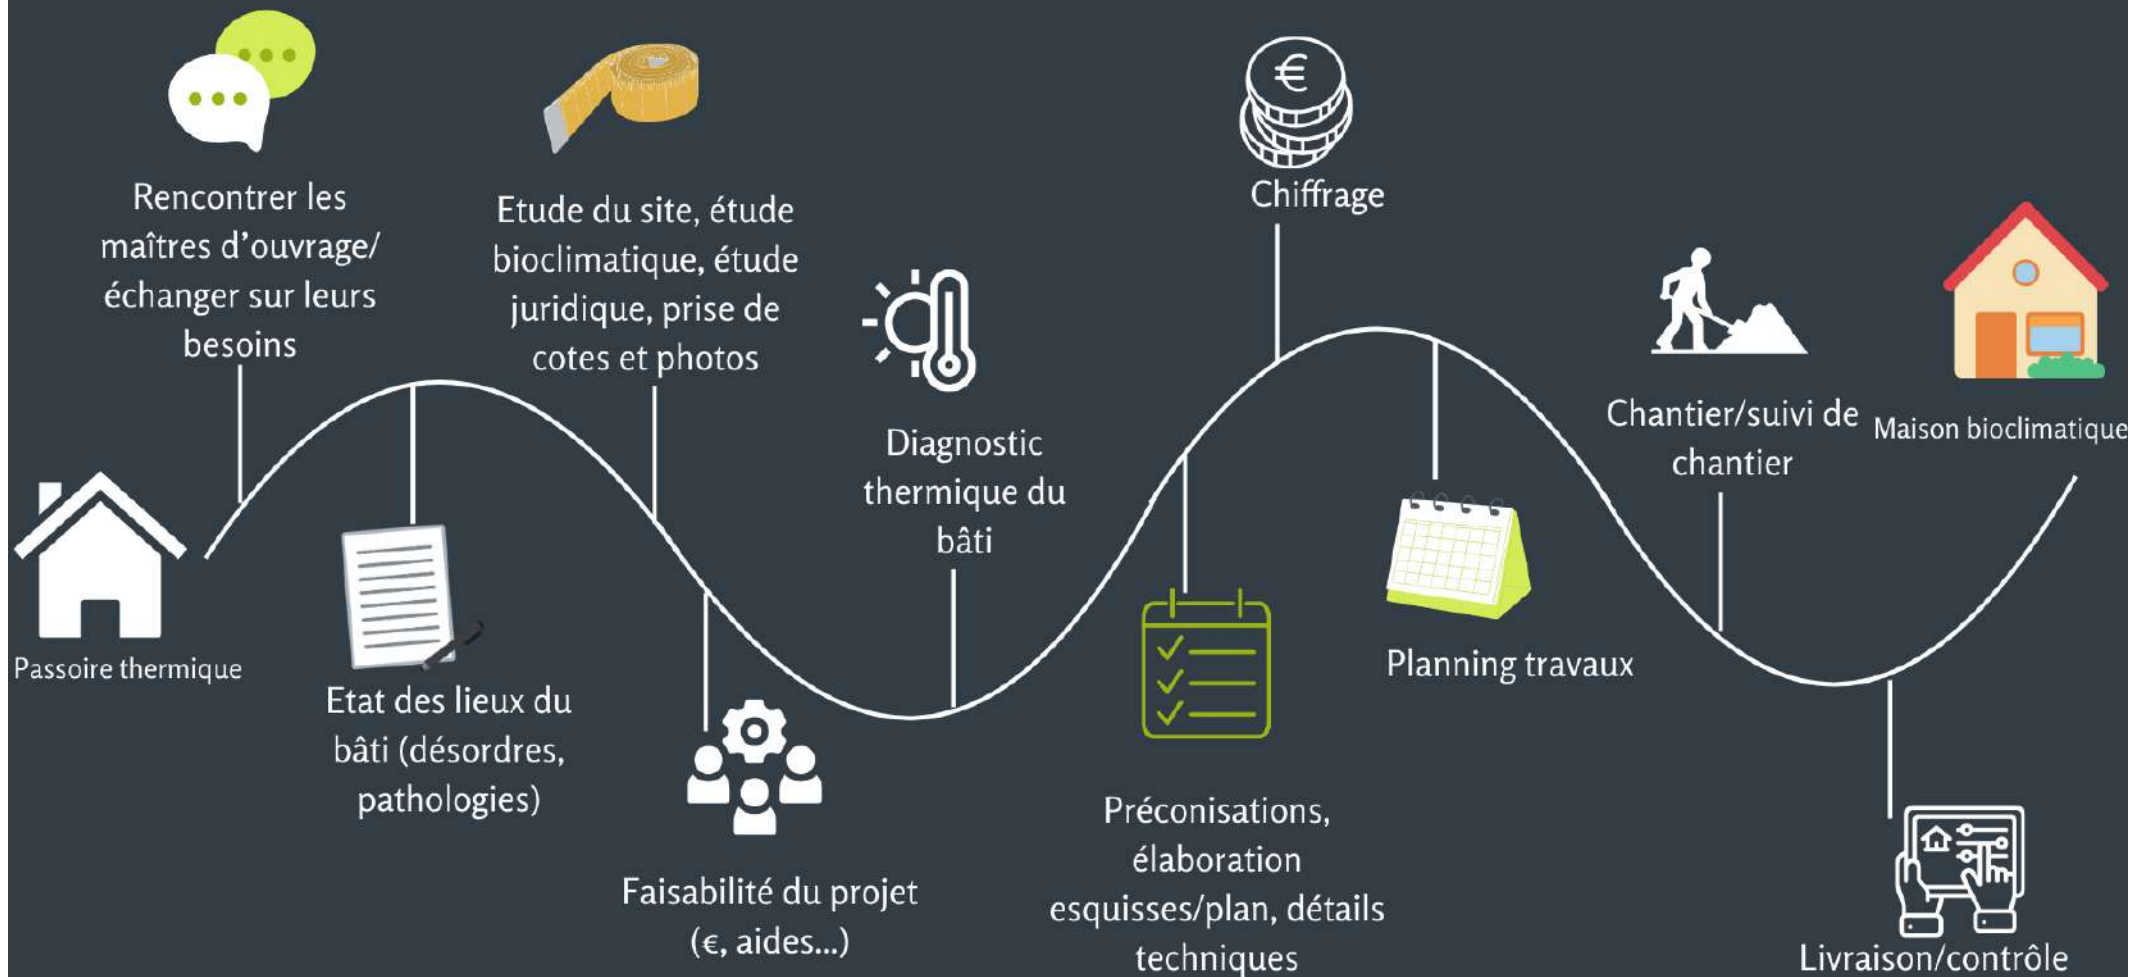 Rencontrer les
maîtres d'ouvrage/
échanger sur leurs
besoins
Etude du site, étude
bioclimatique, étude
juridique, prise de
cotes et photos
Diagnostic
thermique du
bâti
€
Chiffrage
Chantier/suivi de
chantier
Maison bioclimatique
Passoire thermique
Etat des lieux du
bâti (désordres,
pathologies)
Faisabilité du projet
(€, aides...)
Préconisations,
élaboration
esquisses/plan, détails
techniques
Planning travaux
Livraison/contrôle